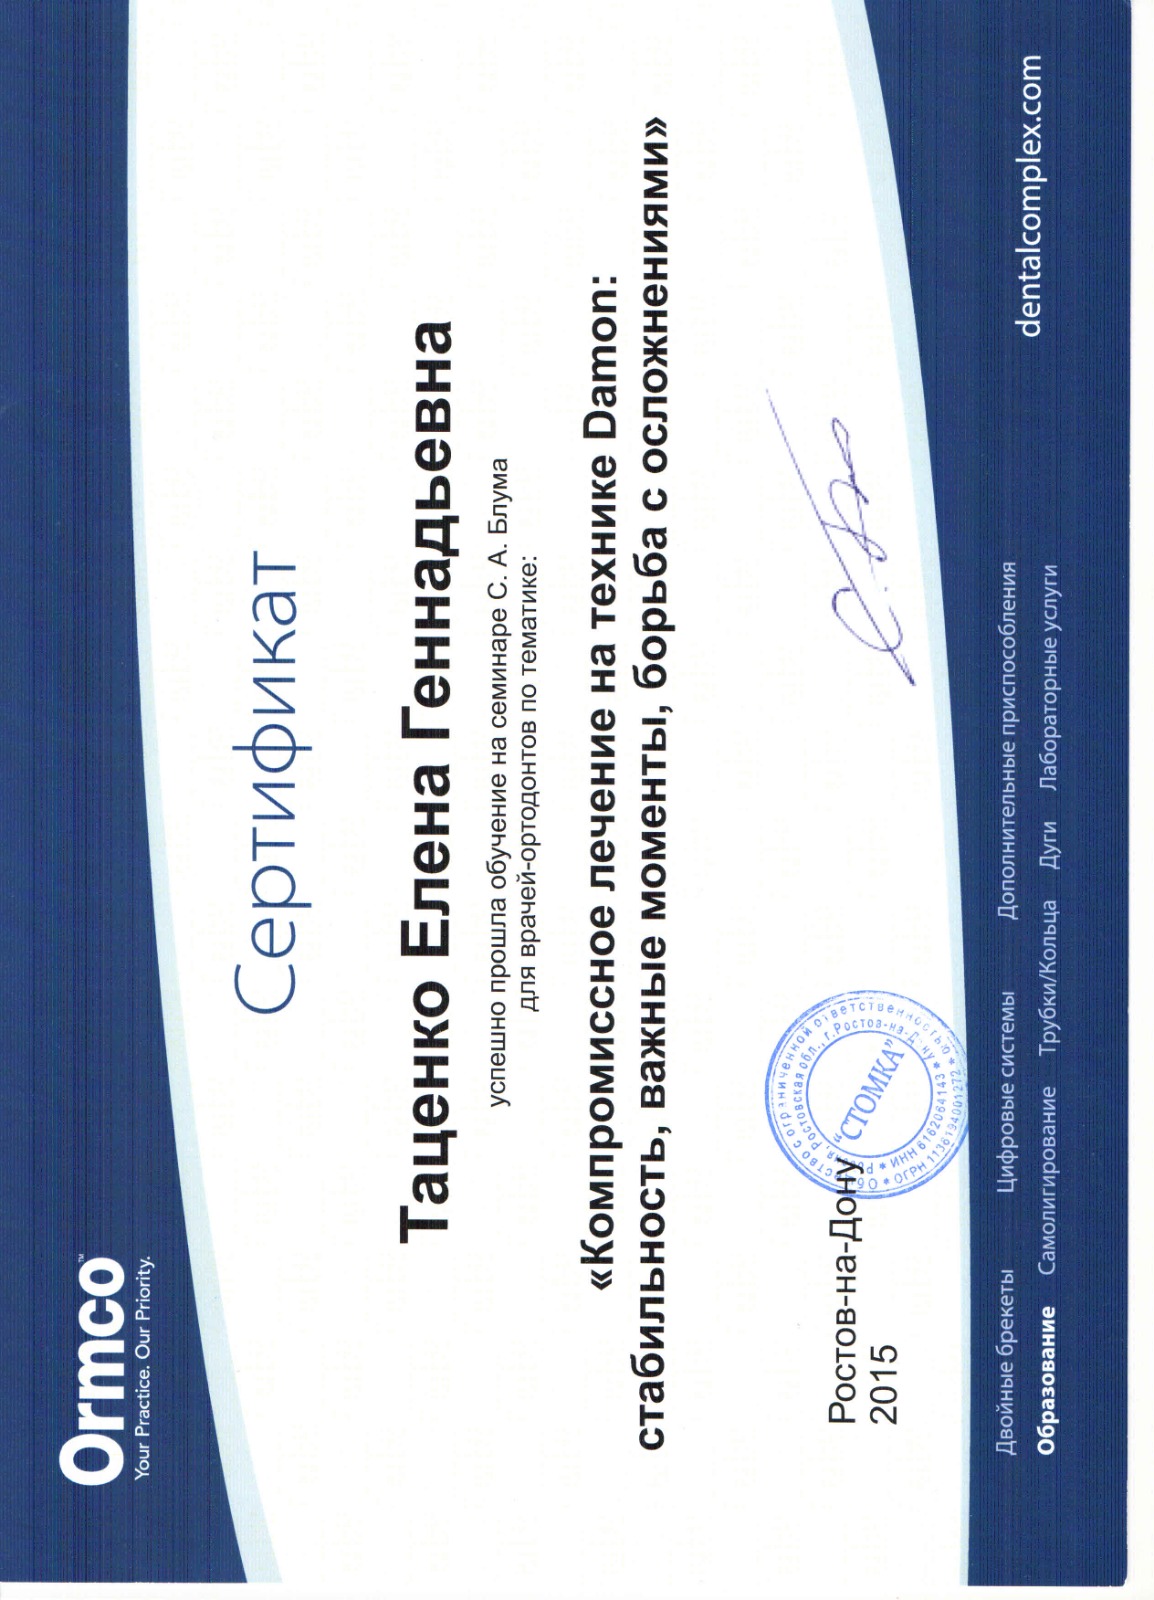 Ormco™
Your Practice. Our Priority.
Сертификат
Таценко Елена Геннадьевна
успешно прошла обучение на семинаре С. А. Блума
для врачей-ортодонтов по тематике:
«Компромиссное лечение на технике Damon:
стабильность, важные моменты, борьба с осложнениями»
Ростов-на-Дону
2015
Общество с ограниченной ответственностью
* ОГРН 1136194001272 *
Россия, Ростовская обл., г.Ростов-на-Дону
* ИНН 6162064143 *
"СТОМКА"
Двойные брекеты Цифровые системы Дополнительные приспособления
Образование Самолигирование Трубки/Кольца Дуги Лабораторные услуги
dentalcomplex.com